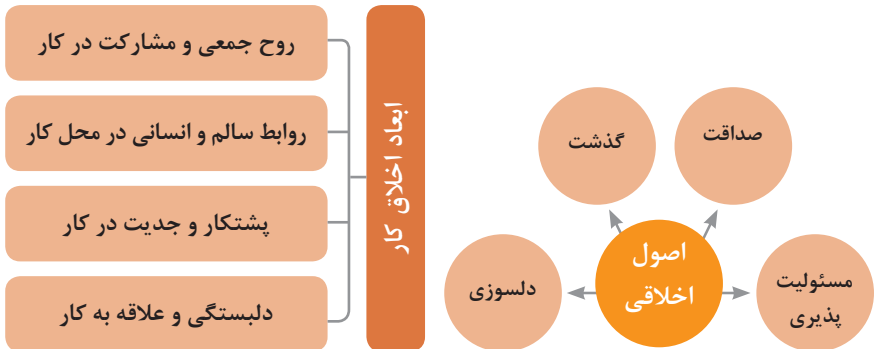 اصول
اخلاقی
صداقت
گذشت
مسئولیت
پذیری
دلسوزی
ابعاد اخلاق کار
روح جمعی و مشارکت در کار
روابط سالم و انسانی در محل کار
پشتکار و جدیت در کار
دلبستگی و علاقه به کار